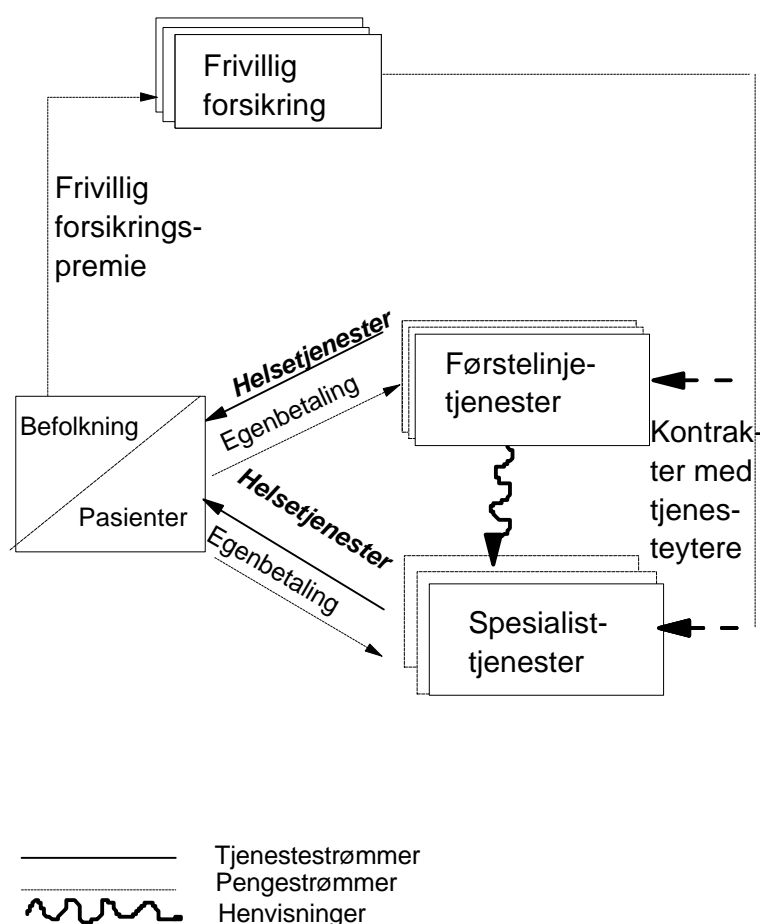 Frivillig
forsikring
Frivillig
forsikrings-
premie
Helsetjenester
Egenbetaling
Førstelinje-
tjenester
Befolkning
Pasienter
Kontrak-
ter med
tjenes-
teytere
Helsetjenester
Egenbetaling
Spesialist-
tjenester
Tjenestestrømmer
Pengestrømmer
Henvisninger